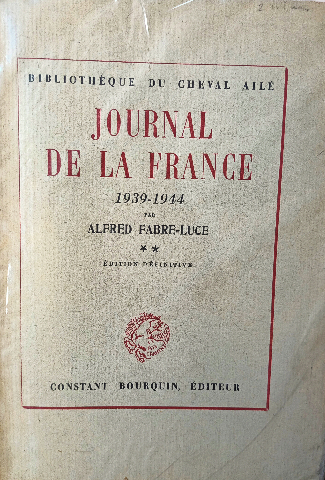 BIBLIOTHÈQUE DU CHEVAL AILÉ
JOURNAL
DE LA FRANCE
1939-1944
PAR
ALFRED FABRE-LUCE
★ ★
ÉDITION DÉFINITIVE
CONSTANT BOURQUIN, ÉDITEUR